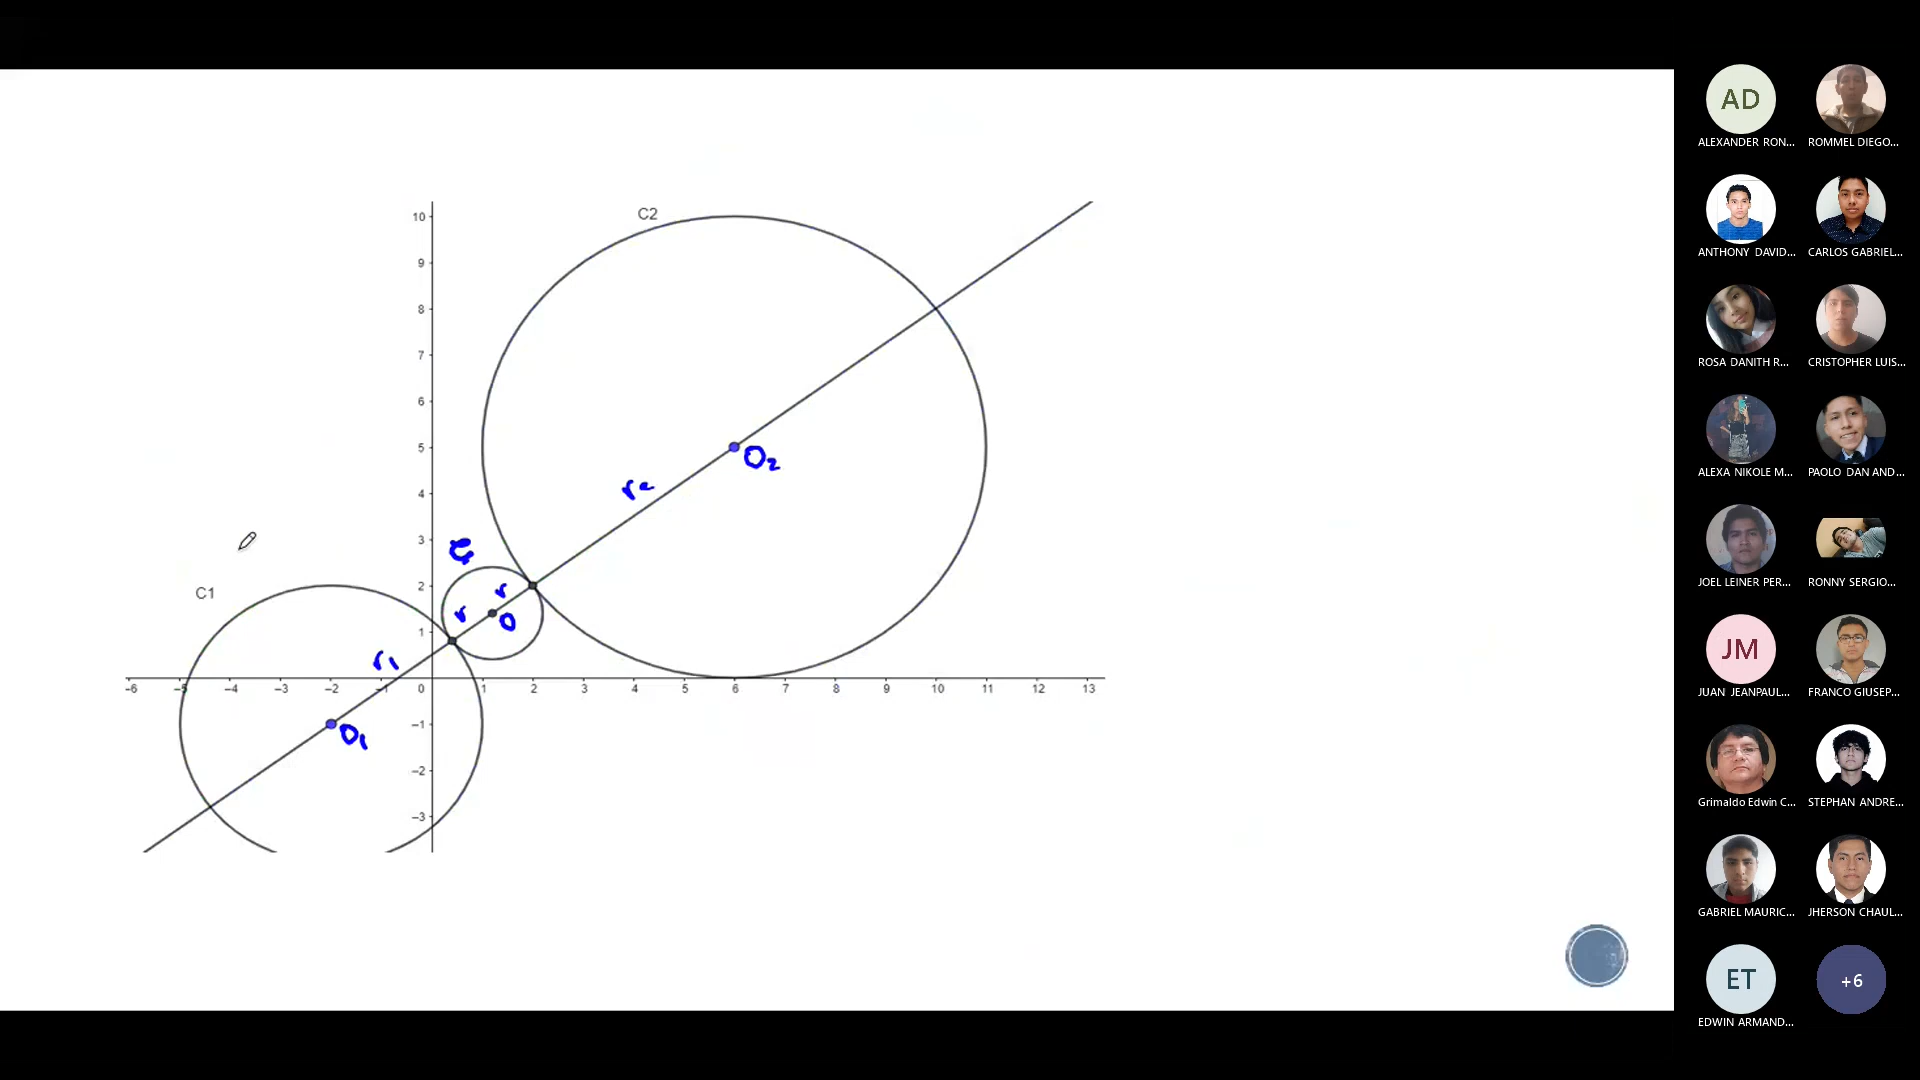 C2
10
9
8
7
6
5
4
3
2
1
O₂
r₂
C
r
r
O
C1
r₁
-6 -5 -4 -3 -2 -1 0 1 2 3 4 5 6 7 8 9 10 11 12 13
O₁
-1
-2
-3
AD
ALEXANDER RON... ROMMEL DIEGO...
ANTHONY DAVID... CARLOS GABRIEL...
ROSA DANITH R... CRISTOPHER LUIS...
ALEXA NIKOLE M... PAOLO DAN AND...
JOEL LEINER PER... RONNY SERGIO...
JM
JUAN JEANPAUL... FRANCO GIUSEP...
Grimaldo Edwin C... STEPHAN ANDRE...
GABRIEL MAURIC... JHERSON CHAUL...
ET +6
EDWIN ARMAND...